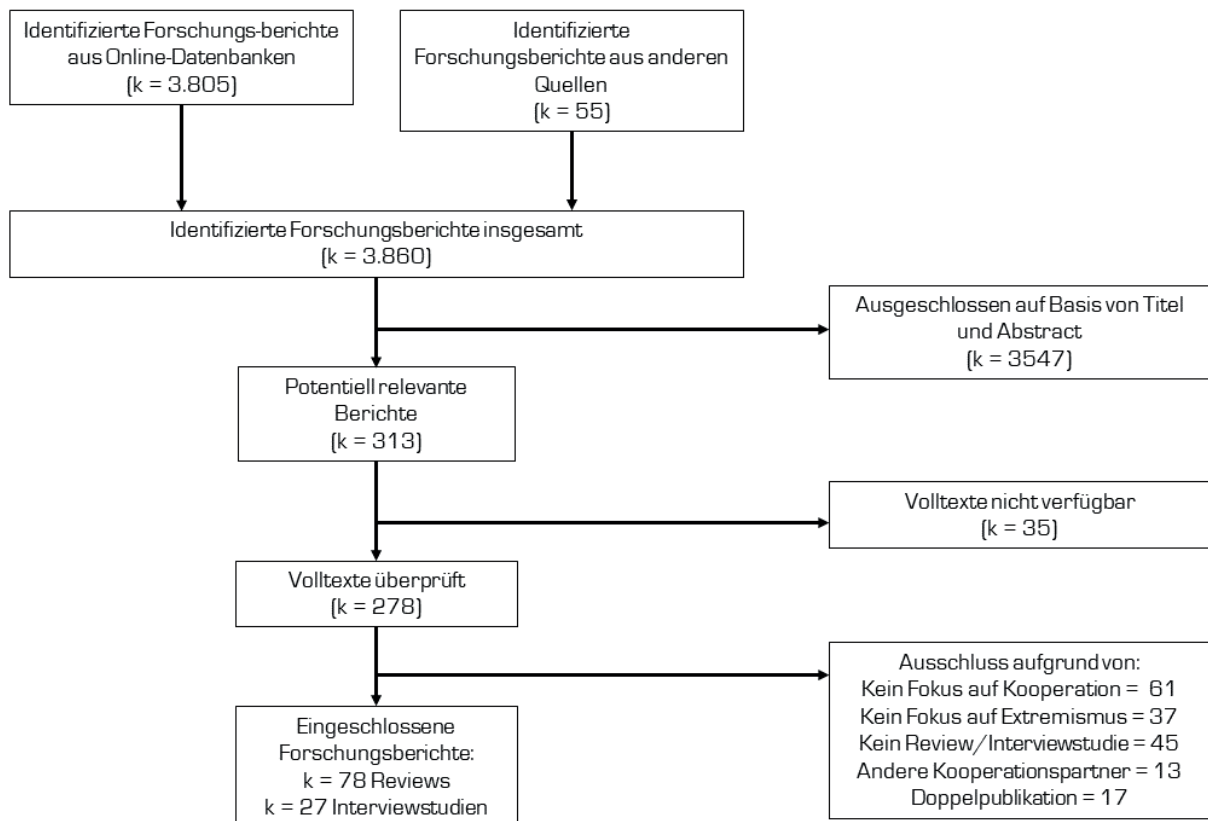 Identifizierte Forschungs-berichte
aus Online-Datenbanken
(k = 3.805)
Identifizierte
Forschungsberichte aus anderen
Quellen
(k = 55)
Identifizierte Forschungsberichte insgesamt
(k = 3.860)
Ausgeschlossen auf Basis von Titel
und Abstract
(k = 3547)
Potentiell relevante
Berichte
(k = 313)
Volltexte nicht verfügbar
(k = 35)
Volltexte überprüft
(k = 278)
Ausschluss aufgrund von:
Kein Fokus auf Kooperation = 61
Kein Fokus auf Extremismus = 37
Kein Review/Interviewstudie = 45
Andere Kooperationspartner = 13
Doppelpublikation = 17
Eingeschlossene
Forschungsberichte:
k = 78 Reviews
k = 27 Interviewstudien